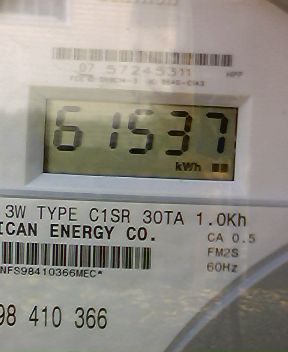 07 57245311
61537
kWh
3W TYPE C1SR 30TA 1.0Kh
ICAN ENERGY CO.
CA 0.5
FM2S
60Hz
NFS98410366MEC*
98 410 366